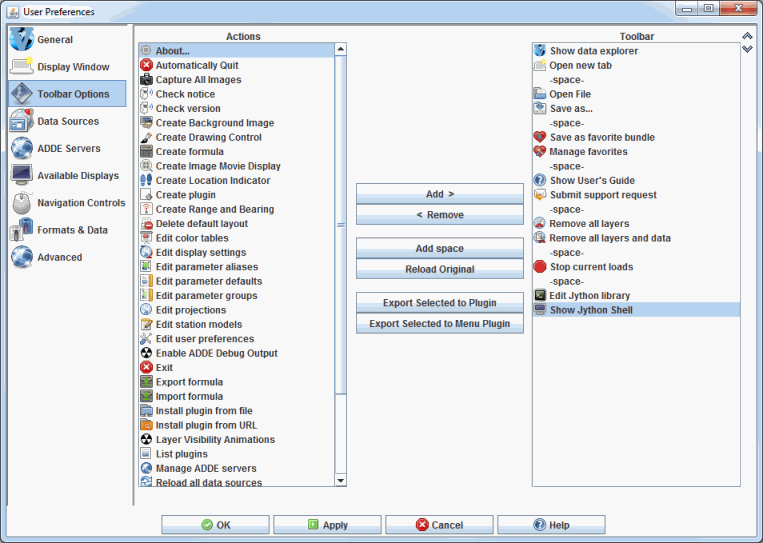 User Preferences
General
Display Window
Toolbar Options
Data Sources
ADDE Servers
Available Displays
Navigation Controls
Formats & Data
Advanced
Actions
About...
Automatically Quit
Capture All Images
Check notice
Check version
Create Background Image
Create Drawing Control
Create formula
Create Image Movie Display
Create Location Indicator
Create plugin
Create Range and Bearing
Delete default layout
Edit color tables
Edit display settings
Edit parameter aliases
Edit parameter defaults
Edit parameter groups
Edit projections
Edit station models
Edit user preferences
Enable ADDE Debug Output
Exit
Export formula
Import formula
Install plugin from file
Install plugin from URL
Layer Visibility Animations
List plugins
Manage ADDE servers
Reload all data sources
Add >
< Remove
Add space
Reload Original
Export Selected to Plugin
Export Selected to Menu Plugin
Toolbar
Show data explorer
Open new tab
-space-
Open File
Save as...
-space-
Save as favorite bundle
Manage favorites
-space-
Show User's Guide
Submit support request
-space-
Remove all layers
Remove all layers and data
-space-
Stop current loads
-space-
Edit Jython library
Show Jython Shell
OK
Apply
Cancel
Help